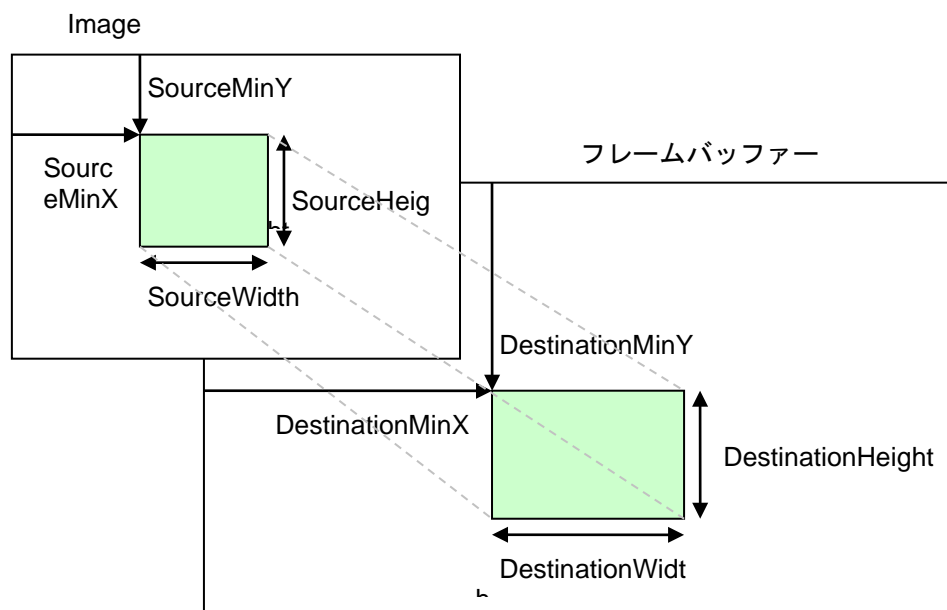 Image
SourceMinY
Sourc
eMinX
フレームバッファー
SourceHeig
SourceWidth
DestinationMinY
DestinationMinX
DestinationHeight
DestinationWidt